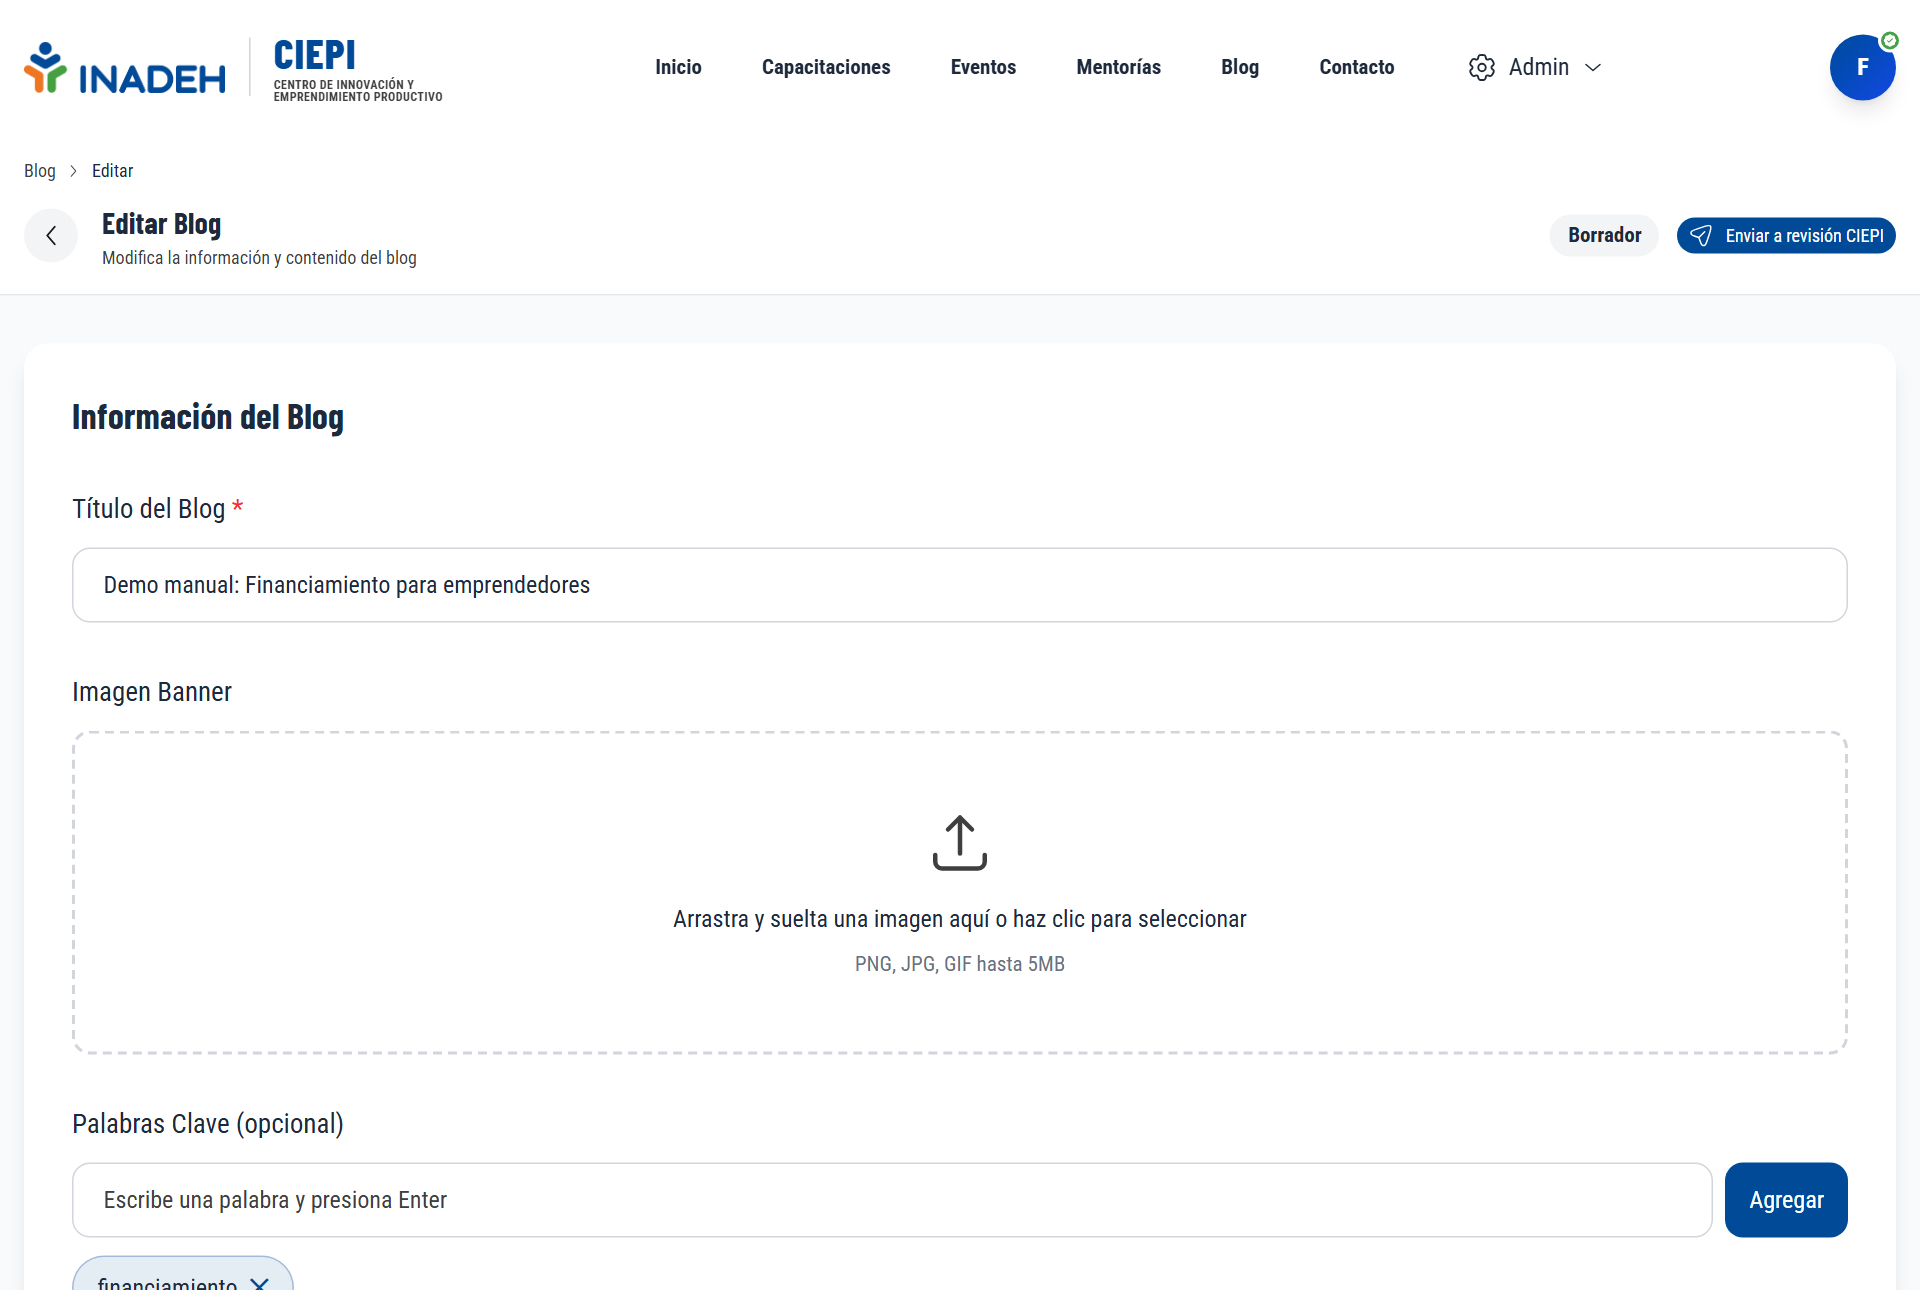 INADEH
CIEPI
CENTRO DE INNOVACIÓN Y
EMPRENDIMIENTO PRODUCTIVO
Inicio
Capacitaciones
Eventos
Mentorías
Blog
Contacto
Admin
F
Blog
Editar
Editar Blog
Modifica la información y contenido del blog
Borrador
Enviar a revisión CIEPI
Información del Blog
Título del Blog *
Demo manual: Financiamiento para emprendedores
Imagen Banner
Arrastra y suelta una imagen aquí o haz clic para seleccionar
PNG, JPG, GIF hasta 5MB
Palabras Clave (opcional)
Escribe una palabra y presiona Enter
Agregar
financiamiento